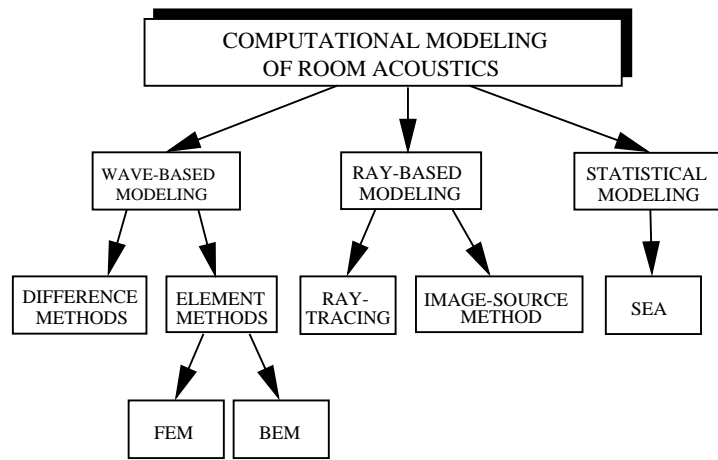 COMPUTATIONAL MODELING
OF ROOM ACOUSTICS
WAVE-BASED
MODELING
RAY-BASED
MODELING
STATISTICAL
MODELING
DIFFERENCE
METHODS
ELEMENT
METHODS
RAY-
TRACING
IMAGE-SOURCE
METHOD
SEA
FEM
BEM